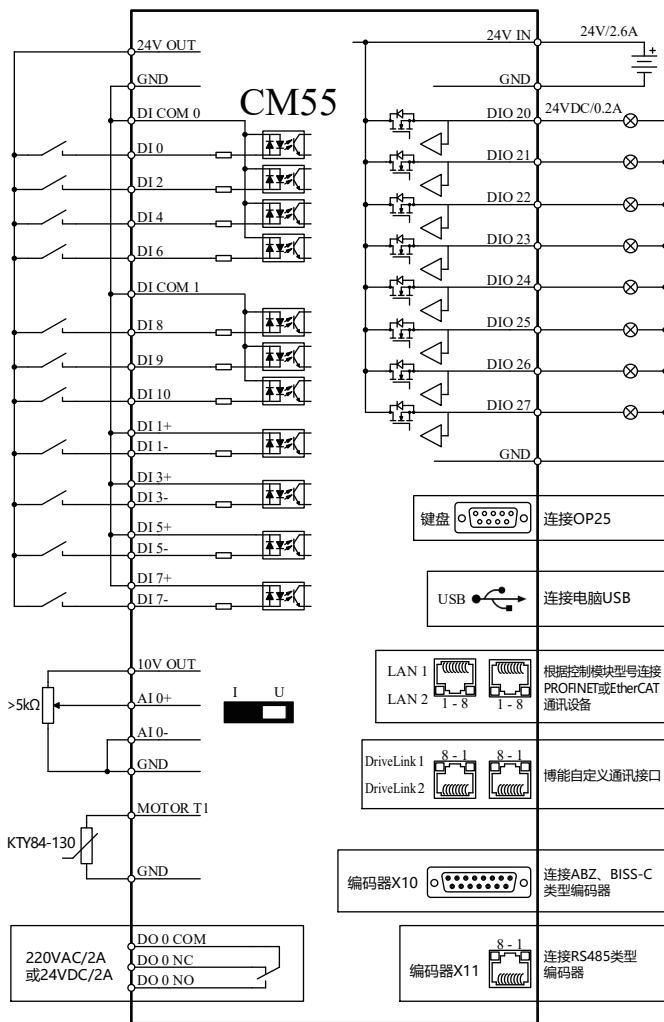 CM55
24V OUT
GND
DI COM 0
DI 0
DI 2
DI 4
DI 6
DI COM 1
DI 8
DI 9
DI 10
DI 1+
DI 1-
DI 3+
DI 3-
DI 5+
DI 5-
DI 7+
DI 7-
10V OUT
>5kΩ
AI 0+
I U
AI 0-
GND
MOTOR T1
KTY84-130
GND
DO 0 COM
DO 0 NC
DO 0 NO
220VAC/2A
或24VDC/2A
24V IN
24V/2.6A
+
GND
DIO 20
24VDC/0.2A
DIO 21
DIO 22
DIO 23
DIO 24
DIO 25
DIO 26
DIO 27
GND
键盘
连接OP25
USB
连接电脑USB
LAN 1
LAN 2
1 - 8
1 - 8
根据控制模块型号连接
PROFINET或EtherCAT
通讯设备
DriveLink1
DriveLink2
8 - 1
8 - 1
博能自定义通讯接口
编码器X10
连接ABZ、BISS-C
类型编码器
编码器X11
8 - 1
连接RS485类型
编码器